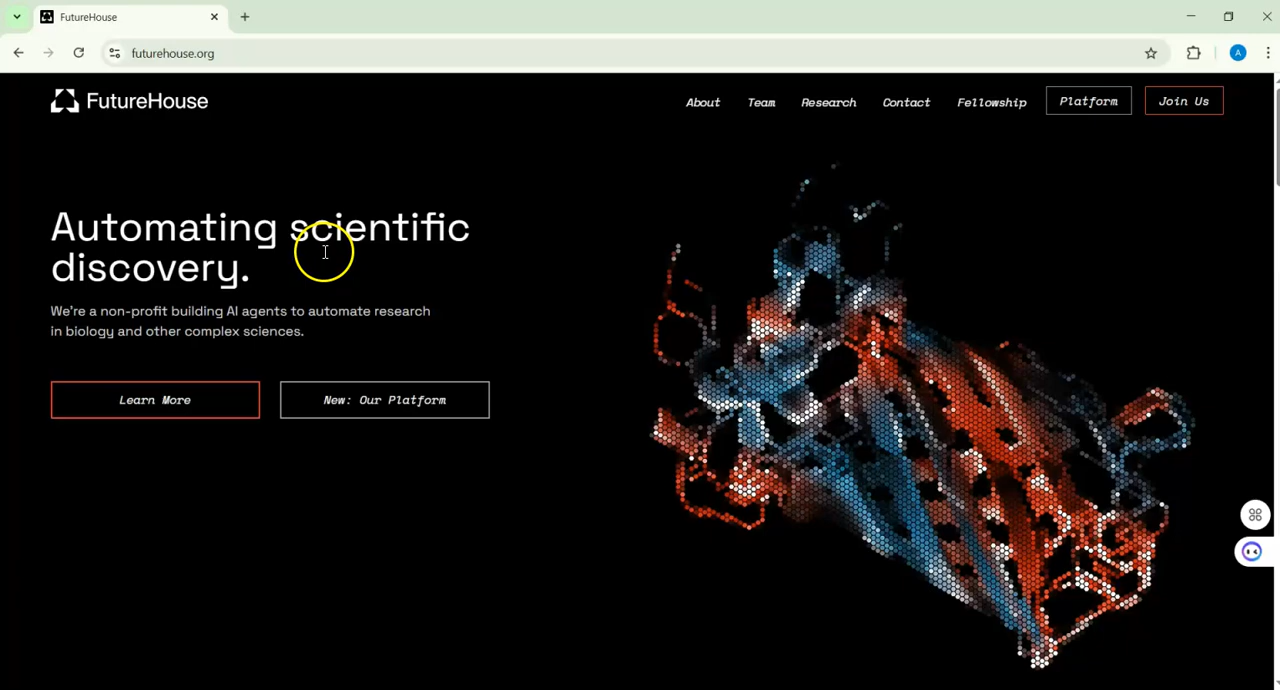 FutureHouse
futurehouse.org
A
FutureHouse
About
Team
Research
Contact
Fellowship
Platform
Join Us
Automating scientific
discovery.
We're a non-profit building AI agents to automate research
in biology and other complex sciences.
Learn More
New: Our Platform